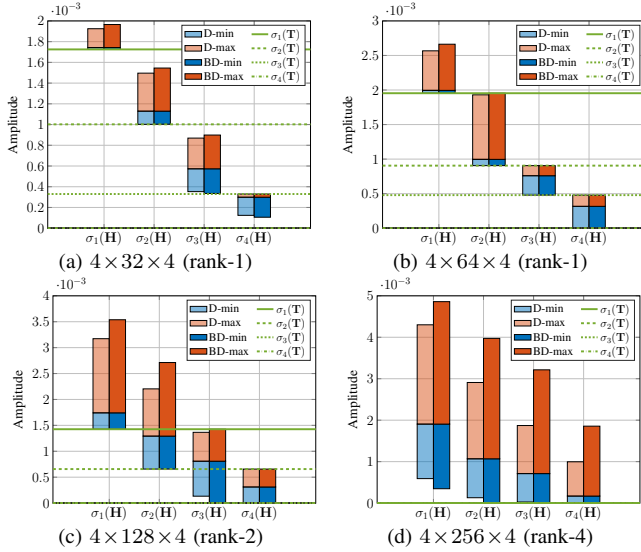 ·10⁻³
2
1.8
1.6
1.4
1.2
1
0.8
0.6
0.4
0.2
0
Amplitude
D-min
D-max
BD-min
BD-max
σ₁(T)
σ₂(T)
σ₃(T)
σ₄(T)
σ₁(H) σ₂(H) σ₃(H) σ₄(H)
(a) 4×32×4 (rank-1)
·10⁻³
3
2.5
2
1.5
1
0.5
0
Amplitude
D-min
D-max
BD-min
BD-max
σ₁(T)
σ₂(T)
σ₃(T)
σ₄(T)
σ₁(H) σ₂(H) σ₃(H) σ₄(H)
(b) 4×64×4 (rank-1)
·10⁻³
4
3.5
3
2.5
2
1.5
1
0.5
0
Amplitude
D-min
D-max
BD-min
BD-max
σ₁(T)
σ₂(T)
σ₃(T)
σ₄(T)
σ₁(H) σ₂(H) σ₃(H) σ₄(H)
(c) 4×128×4 (rank-2)
·10⁻³
5
4
3
2
1
0
Amplitude
D-min
D-max
BD-min
BD-max
σ₁(T)
σ₂(T)
σ₃(T)
σ₄(T)
σ₁(H) σ₂(H) σ₃(H) σ₄(H)
(d) 4×256×4 (rank-4)